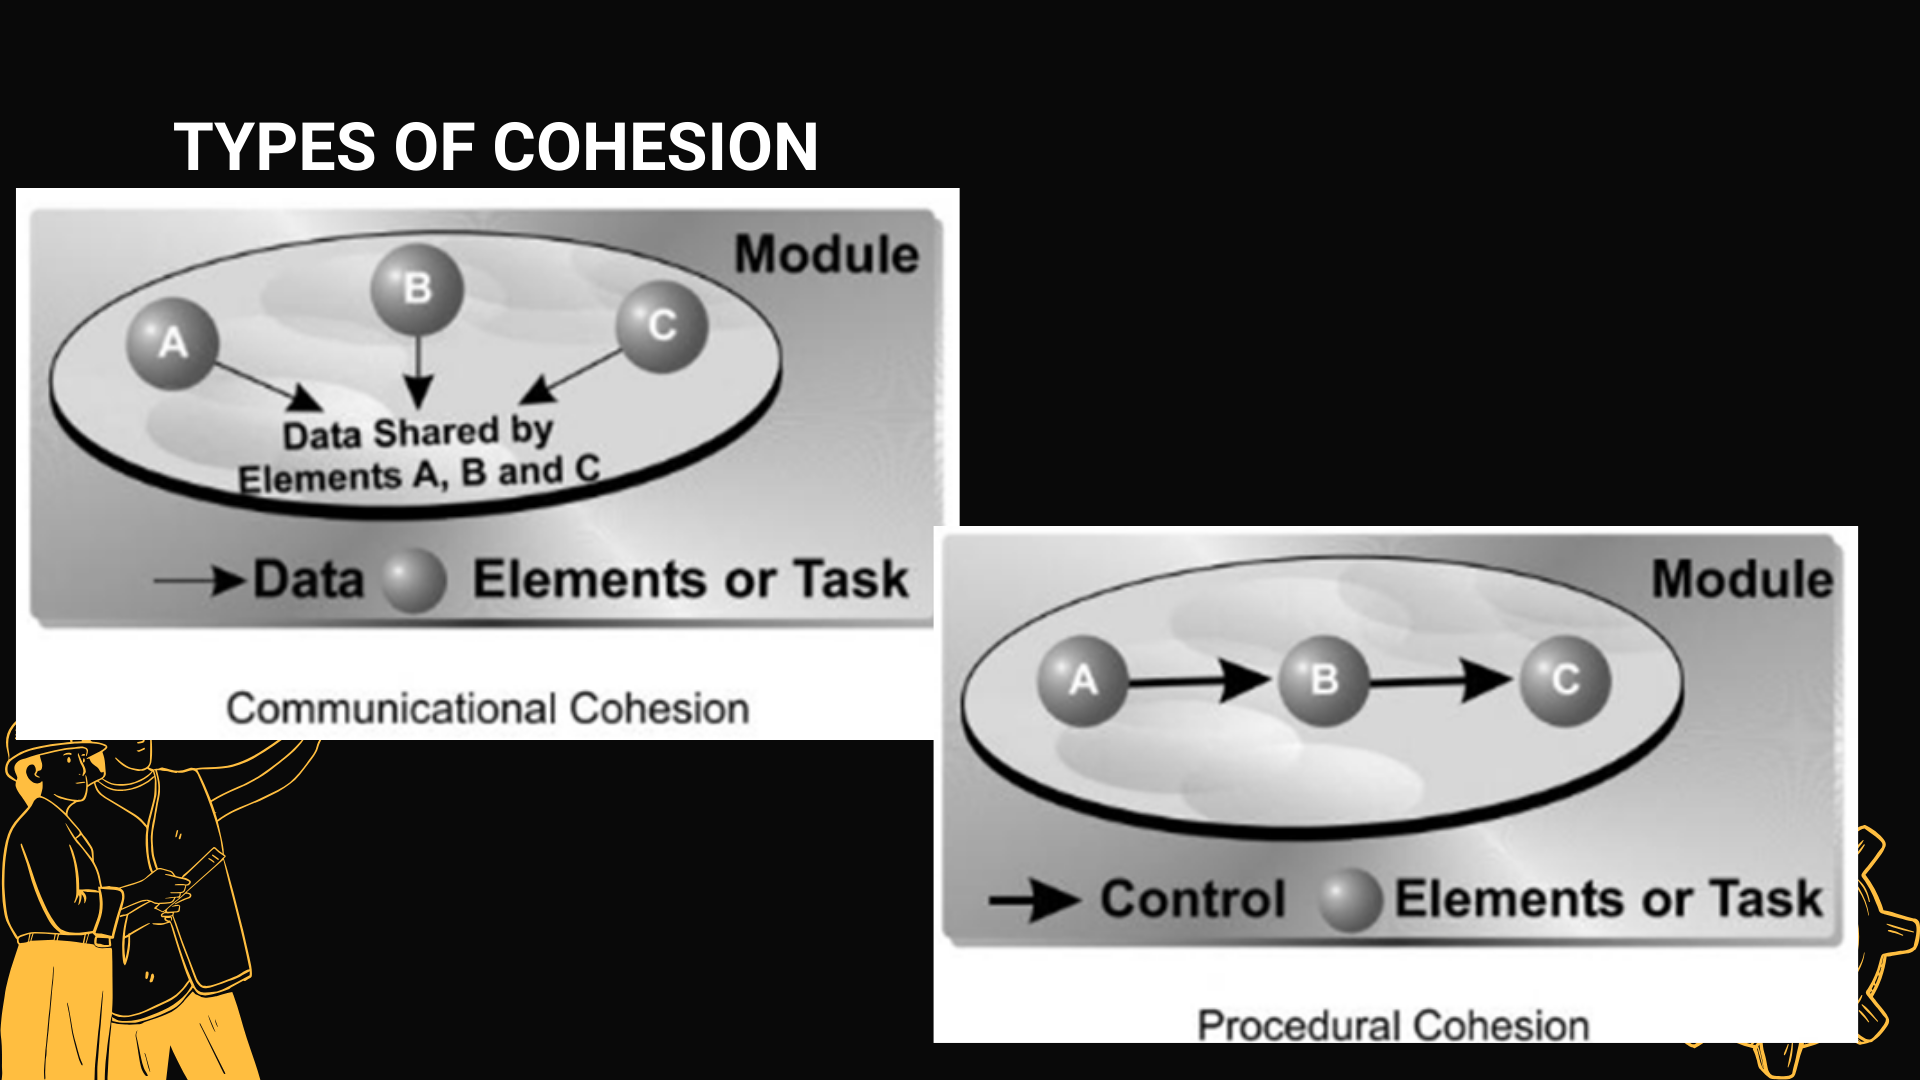 TYPES OF COHESION
Module
A
B
C
Data Shared by
Elements A, B and C
Data
Elements or Task
Communicational Cohesion
Module
A
B
C
Control
Elements or Task
Procedural Cohesion